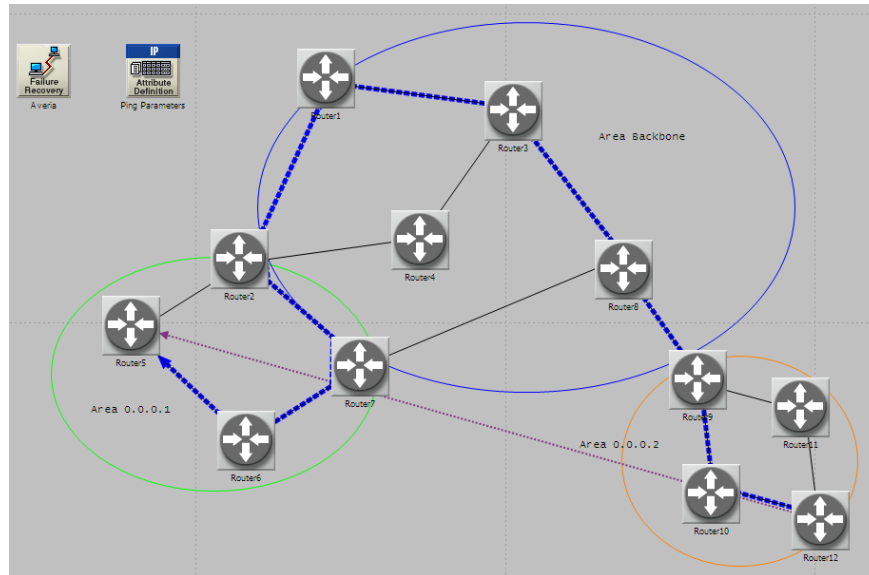 IP
Failure
Recovery
Averia
Attribute
Definition
Ping Parameters
Router1
Router3
Area Backbone
Router4
Router2
Router8
Router5
Router7
Router9
Area 0.0.0.1
Area 0.0.0.2
Router11
Router6
Router10
Router12